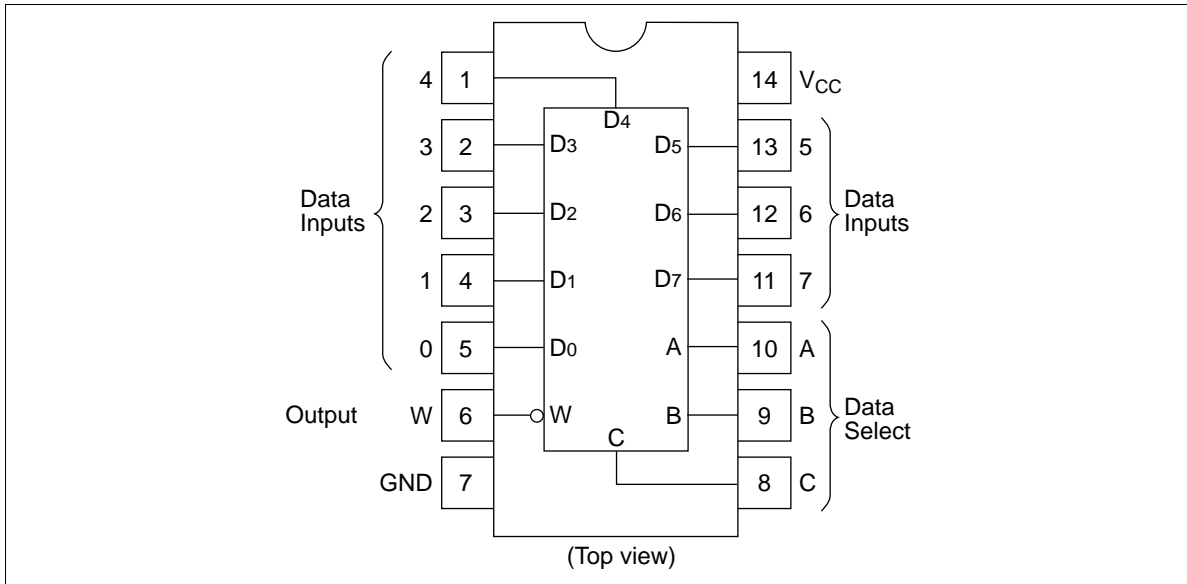 4 1 14 VCC
D4
3 2 D3 D5 13 5
Data
Inputs
2 3 D2 D6 12 6
Data
Inputs
1 4 D1 D7 11 7
0 5 D0 A 10 A
Output W 6 W B 9 B
Data
Select
C
GND 7 8 C
(Top view)